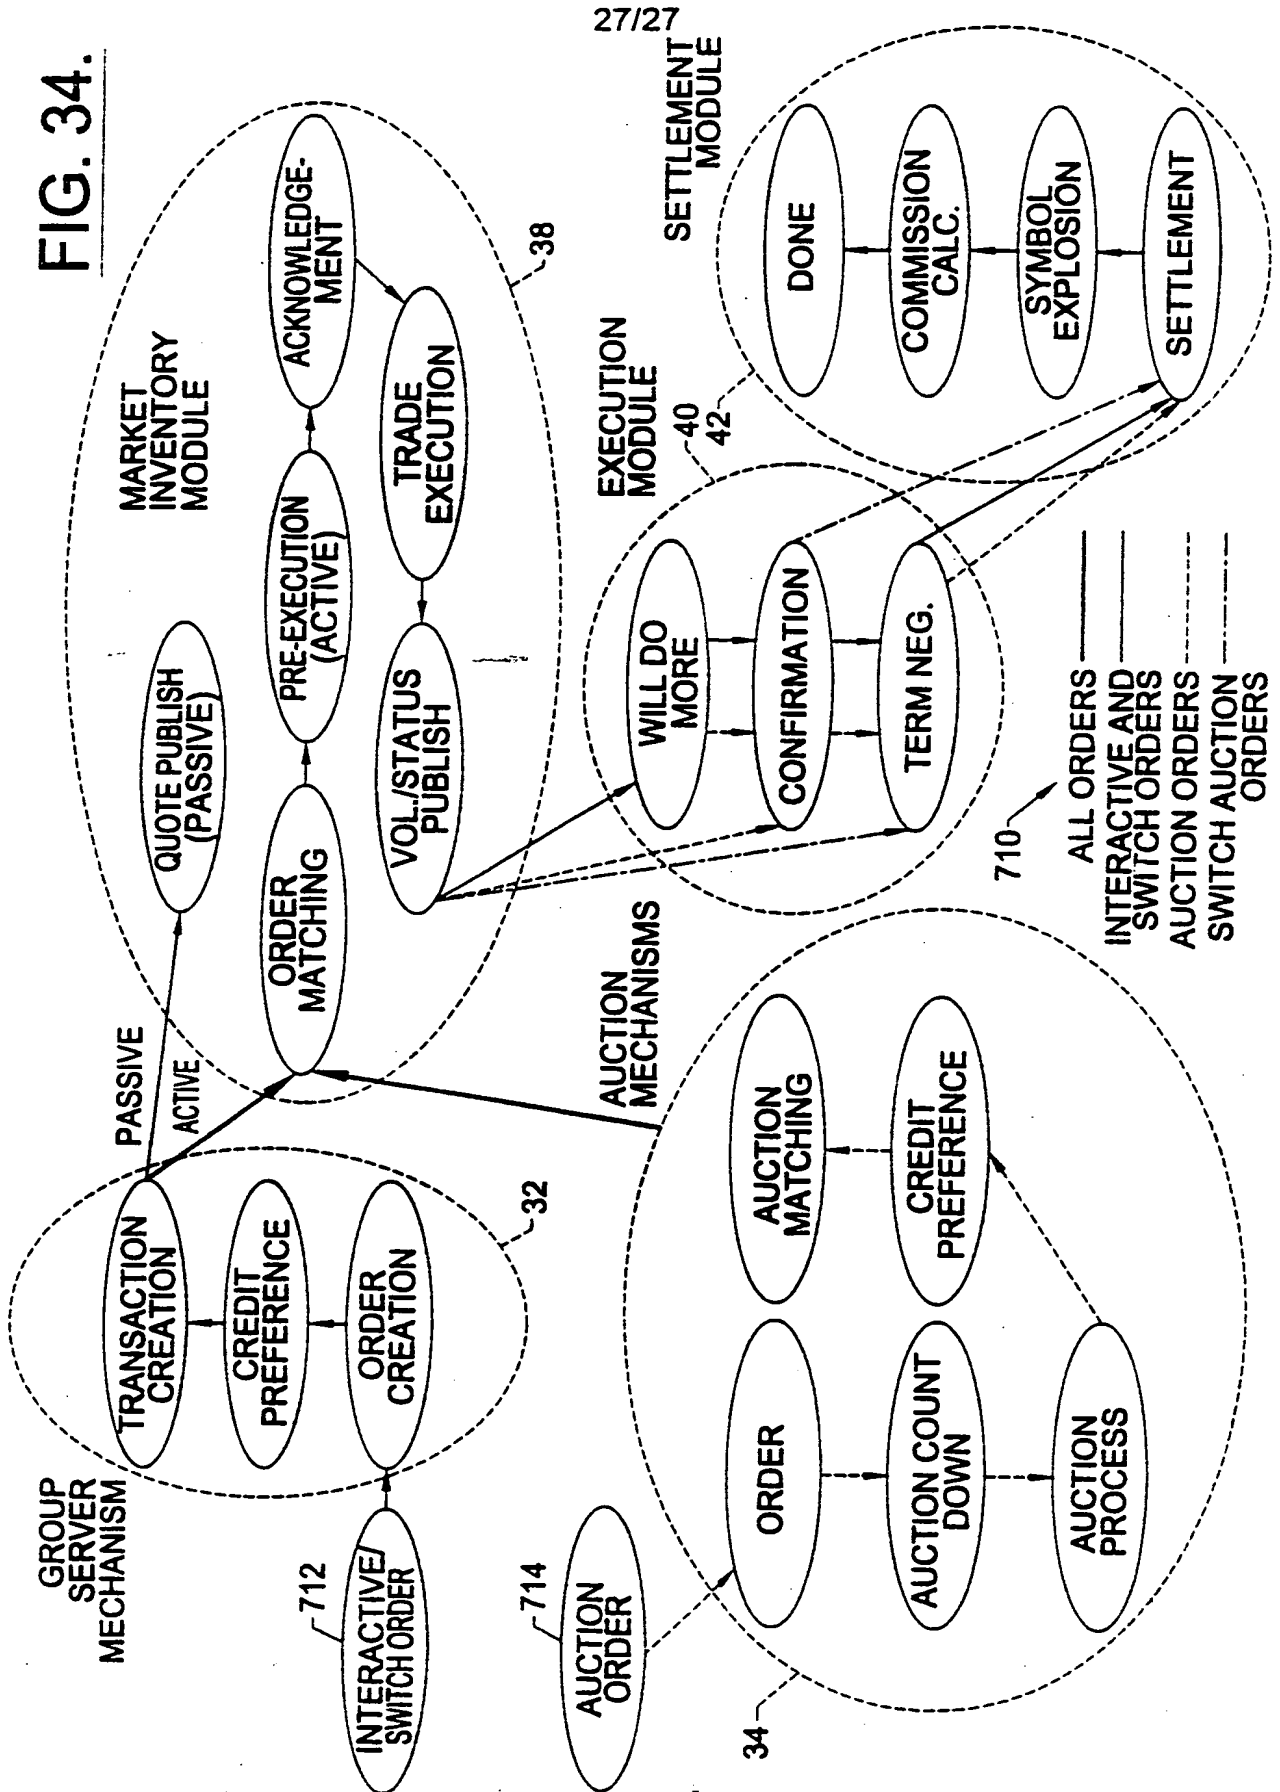 27/27
FIG. 34.
GROUP
SERVER
MECHANISM
TRANSACTION
CREATION
CREDIT
PREFERENCE
ORDER
CREATION
32
712
INTERACTIVE/
SWITCH ORDER
714
AUCTION
ORDER
PASSIVE
ACTIVE
MARKET
INVENTORY
MODULE
QUOTE PUBLISH
(PASSIVE)
ORDER
MATCHING
PRE-EXECUTION
(ACTIVE)
ACKNOWLEDGE-
MENT
TRADE
EXECUTION
VOL./STATUS
PUBLISH
38
AUCTION
MECHANISMS
ORDER
AUCTION COUNT
DOWN
AUCTION
PROCESS
CREDIT
PREFERENCE
AUCTION
MATCHING
34
EXECUTION
MODULE
40
42
WILL DO
MORE
CONFIRMATION
TERM NEG.
SETTLEMENT
MODULE
DONE
COMMISSION
CALC.
SYMBOL
EXPLOSION
SETTLEMENT
710
ALL ORDERS
INTERACTIVE AND
SWITCH ORDERS
AUCTION ORDERS
SWITCH AUCTION
ORDERS